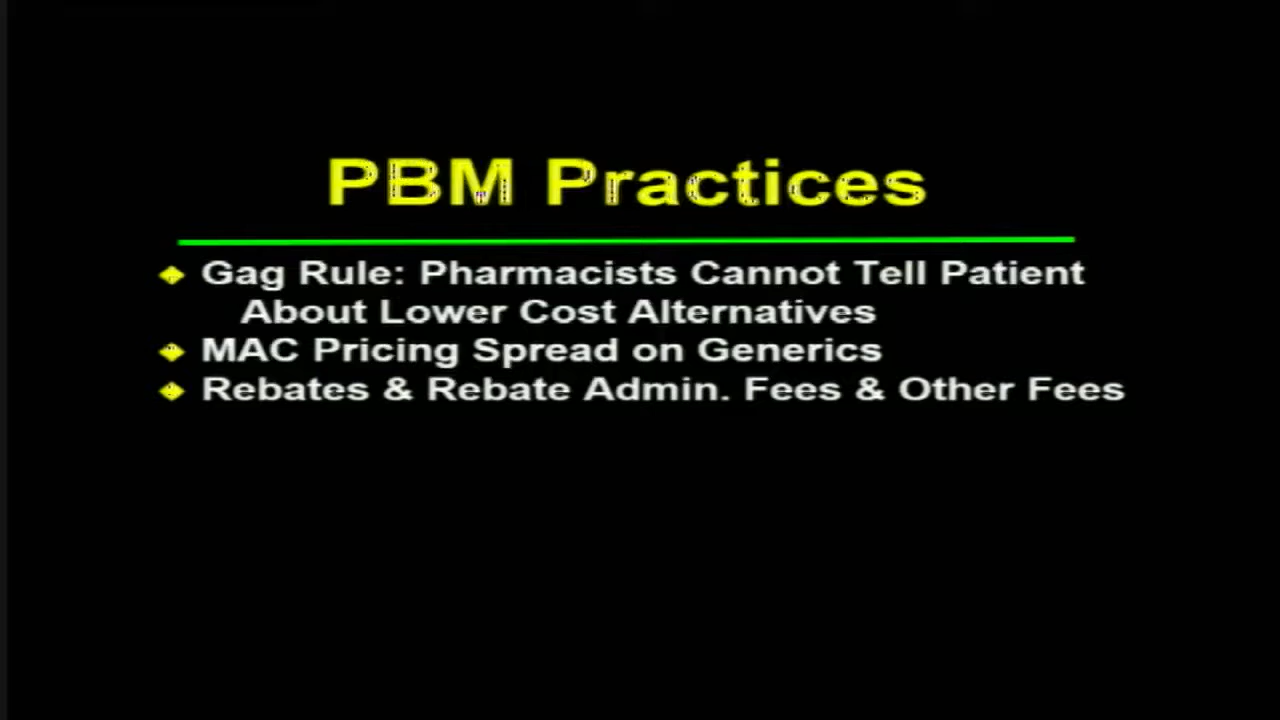 PBM Practices
Gag Rule: Pharmacists Cannot Tell Patient
About Lower Cost Alternatives
MAC Pricing Spread on Generics
Rebates & Rebate Admin. Fees & Other Fees